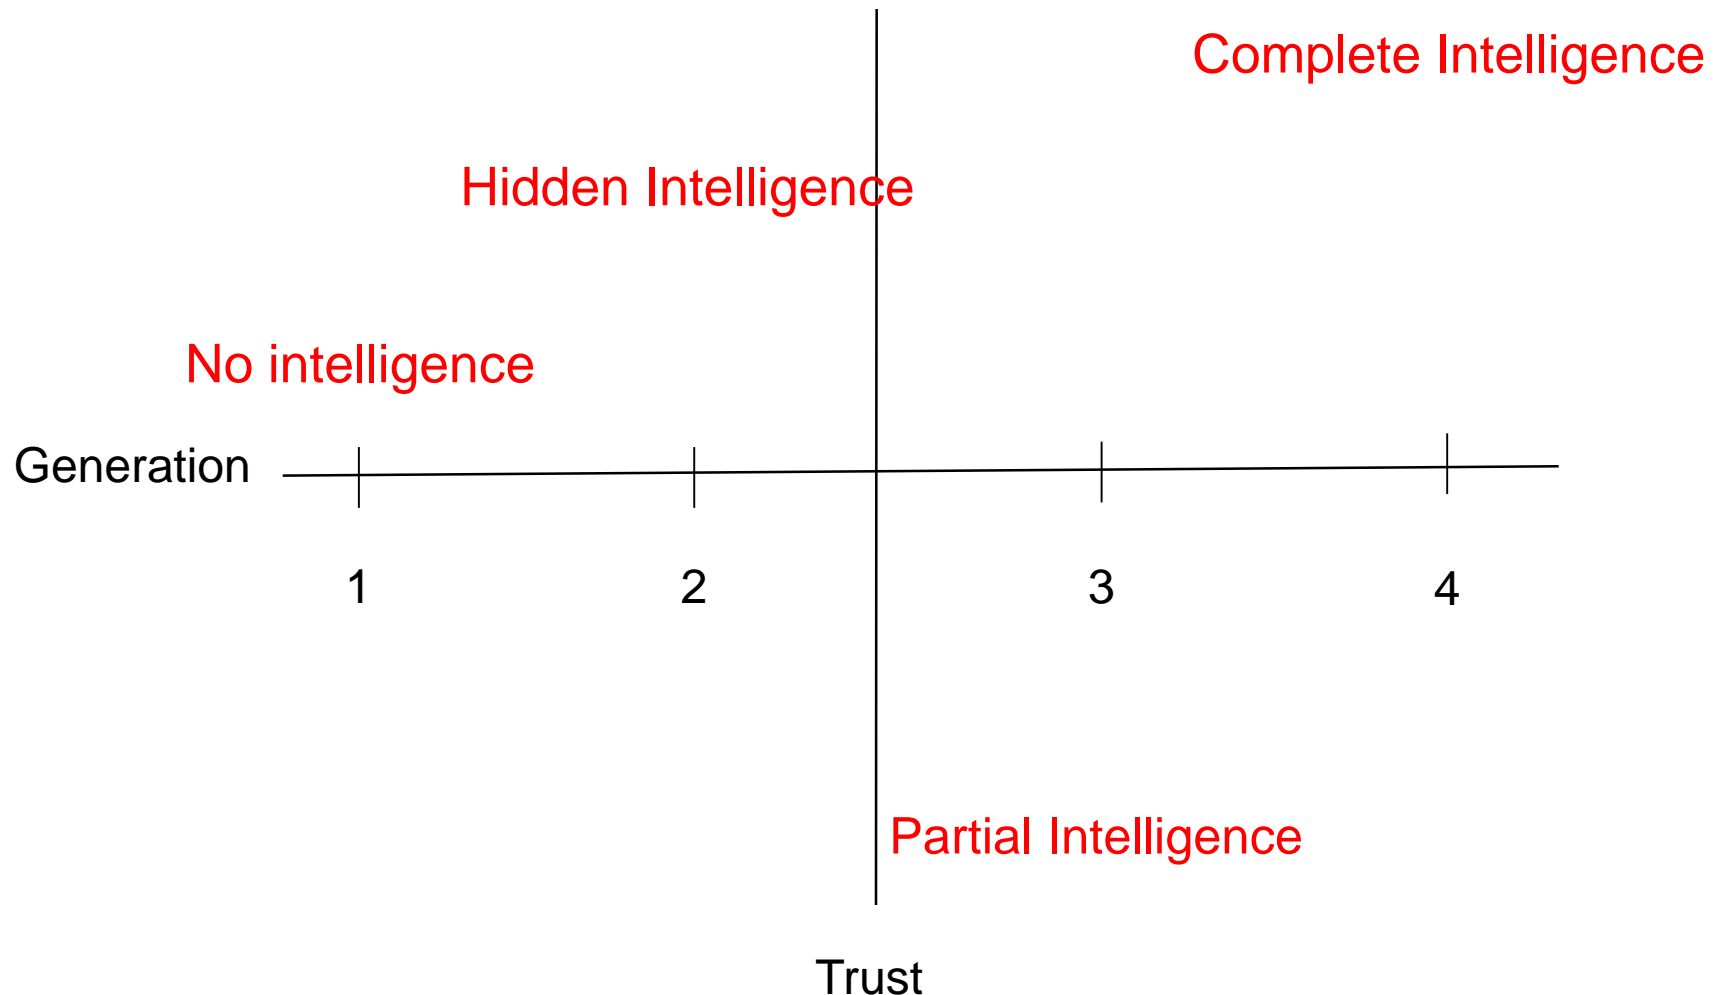 Complete Intelligence
Hidden Intelligence
No intelligence
Generation
1 2 3 4
Partial Intelligence
Trust